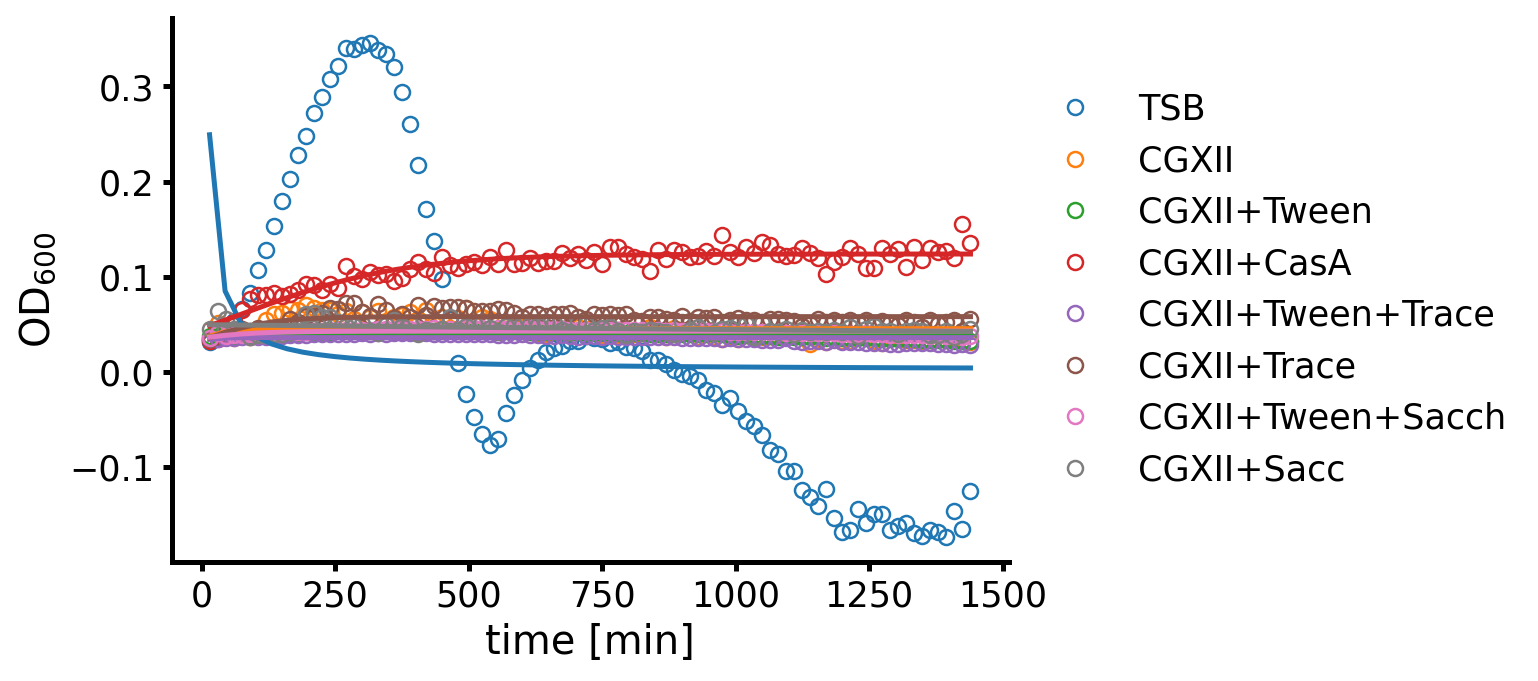 0.3
0.2
0.1
0.0
−0.1
OD600
0 250 500 750 1000 1250 1500
time [min]
TSB
CGXII
CGXII+Tween
CGXII+CasA
CGXII+Tween+Trace
CGXII+Trace
CGXII+Tween+Sacch
CGXII+Sacc